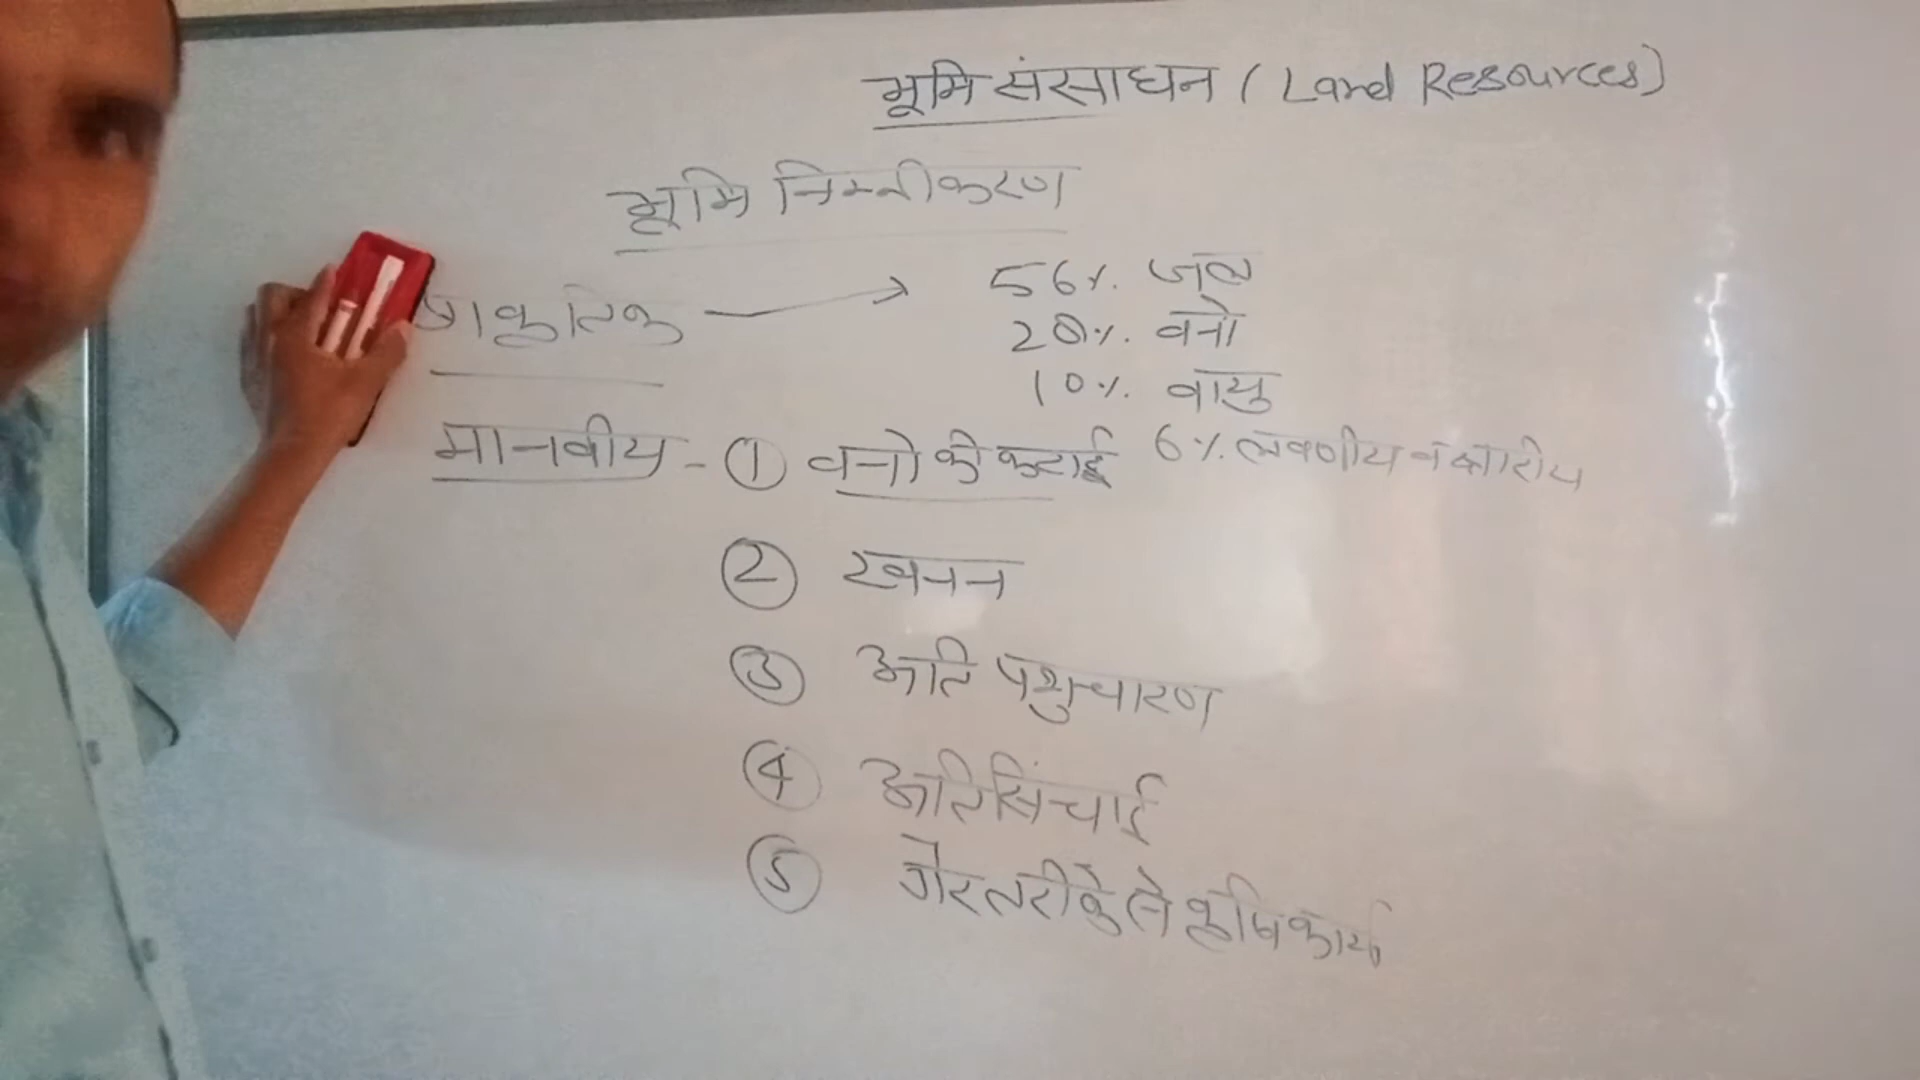 भूमि संसाधन ( Land Resources)
भूमि निम्नीकरण
प्राकृतिक → 56% जल
28% वनो
10% वायु
मानवीय - ① वनो की कटाई 6% लवणीय व क्षारीय
② खनन
③ अति पशुचारण
④ अति सिंचाई
⑤ गैर तरीके से कृषि कार्य